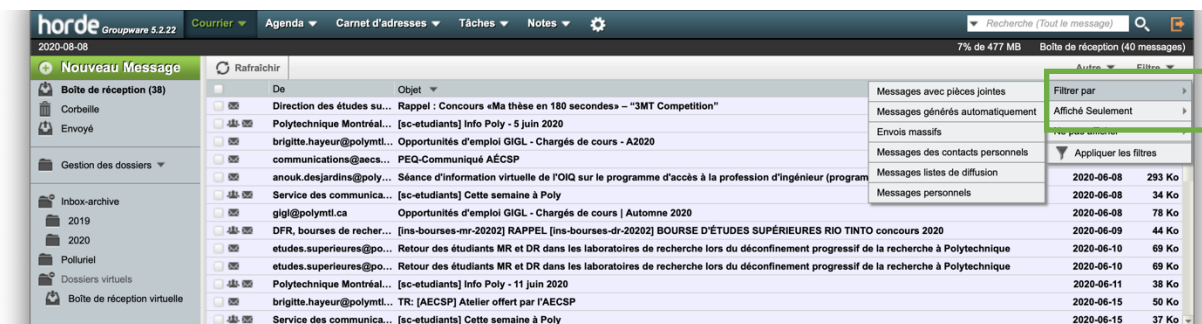 horde Groupware 5.2.22 Courrier Agenda Carnet d'adresses Tâches Notes Recherche (Tout le message)
2020-08-08 7% de 477 MB Boîte de réception (40 messages)
Nouveau Message Rafraîchir Autre Filtre
Boîte de réception (38)
Corbeille
Envoyé
Gestion des dossiers
Inbox-archive
2019
2020
Polluriel
Dossiers virtuels
Boîte de réception virtuelle
De Objet
Direction des études su... Rappel : Concours «Ma thèse en 180 secondes» – “3MT Competition”
Polytechnique Montréal... [sc-etudiants] Info Poly - 5 juin 2020
brigitte.hayeur@polymtl... Opportunités d'emploi GIGL - Chargés de cours - A2020
communications@aecs... PEQ-Communiqué AÉCSP
anouk.desjardins@poly... Séance d'information virtuelle de l'OIQ sur le programme d'accès à la profession d'ingénieur (program 2020-06-08 293 Ko
Service des communica... [sc-etudiants] Cette semaine à Poly 2020-06-08 34 Ko
gigl@polymtl.ca Opportunités d'emploi GIGL - Chargés de cours | Automne 2020 2020-06-08 78 Ko
DFR, bourses de recher... [ins-bourses-mr-20202] RAPPEL [ins-bourses-dr-20202] BOURSE D'ÉTUDES SUPÉRIEURES RIO TINTO concours 2020 2020-06-09 44 Ko
etudes.superieures@po... Retour des étudiants MR et DR dans les laboratoires de recherche lors du déconfinement progressif de la recherche à Polytechnique 2020-06-10 69 Ko
etudes.superieures@po... Retour des étudiants MR et DR dans les laboratoires de recherche lors du déconfinement progressif de la recherche à Polytechnique 2020-06-10 69 Ko
Polytechnique Montréal... [sc-etudiants] Info Poly - 11 juin 2020 2020-06-11 38 Ko
brigitte.hayeur@polymtl... TR: [AECSP] Atelier offert par l'AECSP 2020-06-15 50 Ko
Service des communica... [sc-etudiants] Cette semaine à Poly 2020-06-15 37 Ko
Messages avec pièces jointes
Messages générés automatiquement
Envois massifs
Messages des contacts personnels
Messages listes de diffusion
Messages personnels
Filtrer par
Affiché Seulement
Ne pas afficher
Appliquer les filtres